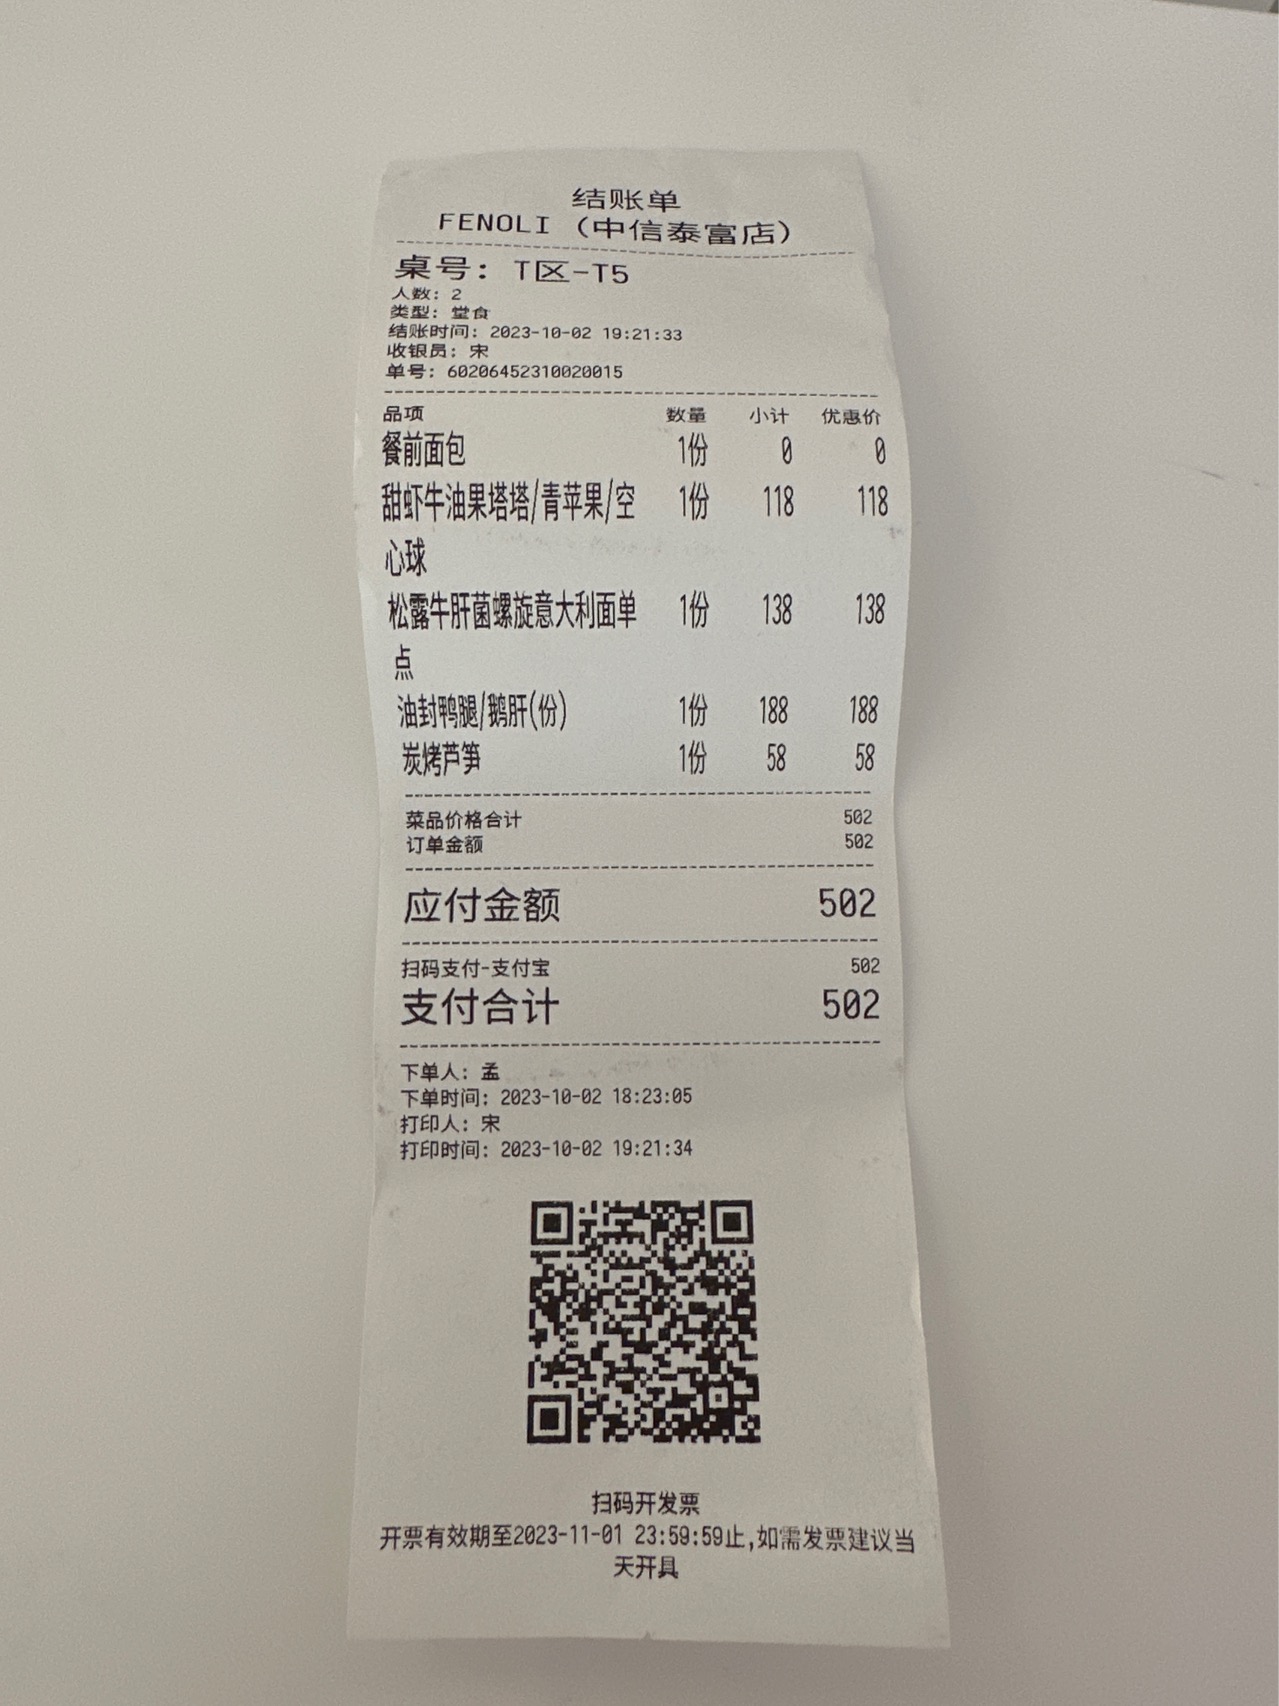 结账单
FENOLI (中信泰富店)
桌号: T区-T5
人数: 2
类型: 堂食
结账时间: 2023-10-02 19:21:33
收银员: 宋
单号: 60206452310020015
品项 数量 小计 优惠价
餐前面包 1份 0 0
甜虾牛油果塔塔/青苹果/空 1份 118 118
心球
松露牛肝菌螺旋意大利面单 1份 138 138
点
油封鸭腿/鹅肝(份) 1份 188 188
炭烤芦笋 1份 58 58
菜品价格合计 502
订单金额 502
应付金额 502
扫码支付-支付宝 502
支付合计 502
下单人: 孟
下单时间: 2023-10-02 18:23:05
打印人: 宋
打印时间: 2023-10-02 19:21:34
扫码开发票
开票有效期至2023-11-01 23:59:59止,如需发票建议当
天开具